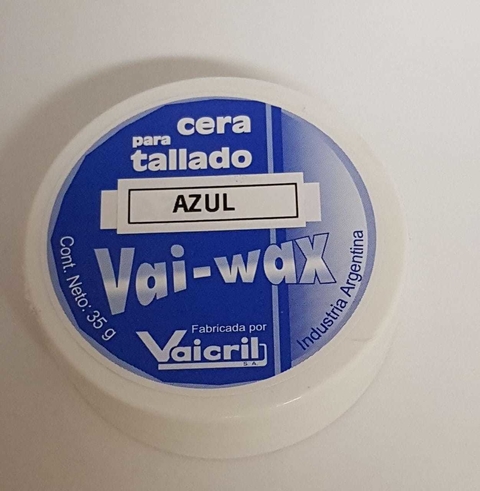 cera
para
tallado
AZUL
Vai-wax
Cont. Neto: 35 g
Industria Argentina
Fabricada por
Vaicril
S.A.